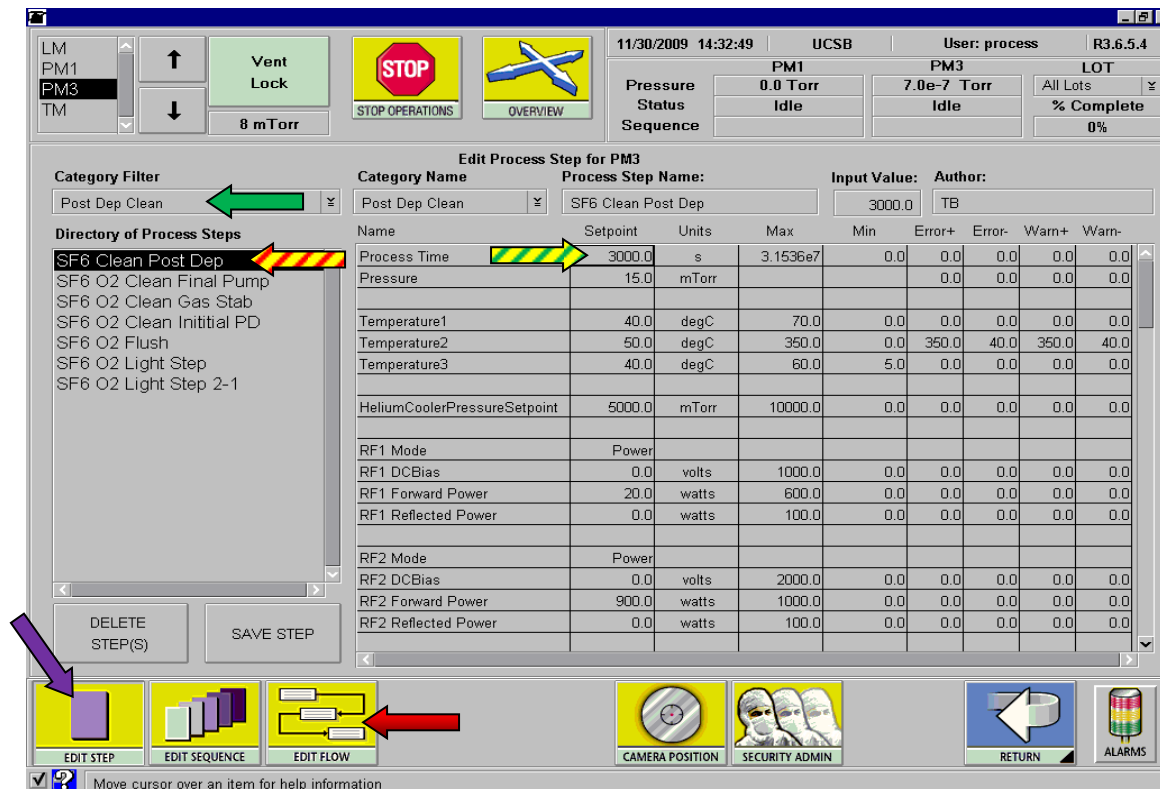 11/30/2009 14:32:49 UCSB User: process R3.6.5.4
LM
PM1
PM3
TM
Vent
Lock
8 mTorr
STOP
STOP OPERATIONS
OVERVIEW
PM1 PM3 LOT
Pressure 0.0 Torr 7.0e-7 Torr All Lots
Status Idle Idle % Complete
Sequence 0%
Edit Process Step for PM3
Category Filter
Post Dep Clean
Category Name
Post Dep Clean
Process Step Name:
SF6 Clean Post Dep
Input Value:
3000.0
Author:
TB
Directory of Process Steps
SF6 Clean Post Dep
SF6 O2 Clean Final Pump
SF6 O2 Clean Gas Stab
SF6 O2 Clean Inititial PD
SF6 O2 Flush
SF6 O2 Light Step
SF6 O2 Light Step 2-1
Name Setpoint Units Max Min Error+ Error- Warn+ Warn-
Process Time 3000.0 s 3.1536e7 0.0 0.0 0.0 0.0 0.0
Pressure 15.0 mTorr 0.0 0.0 0.0 0.0
Temperature1 40.0 degC 70.0 0.0 0.0 0.0 0.0 0.0
Temperature2 50.0 degC 350.0 0.0 350.0 40.0 350.0 40.0
Temperature3 40.0 degC 60.0 5.0 0.0 0.0 0.0 0.0
HeliumCoolerPressureSetpoint 5000.0 mTorr 10000.0 0.0 0.0 0.0 0.0 0.0
RF1 Mode Power
RF1 DCBias 0.0 volts 1000.0 0.0 0.0 0.0 0.0 0.0
RF1 Forward Power 20.0 watts 600.0 0.0 0.0 0.0 0.0 0.0
RF1 Reflected Power 0.0 watts 100.0 0.0 0.0 0.0 0.0 0.0
RF2 Mode Power
RF2 DCBias 0.0 volts 2000.0 0.0 0.0 0.0 0.0 0.0
RF2 Forward Power 900.0 watts 1000.0 0.0 0.0 0.0 0.0 0.0
RF2 Reflected Power 0.0 watts 100.0 0.0 0.0 0.0 0.0 0.0
DELETE
STEP(S)
SAVE STEP
EDIT STEP
EDIT SEQUENCE
EDIT FLOW
CAMERA POSITION
SECURITY ADMIN
RETURN
ALARMS
Move cursor over an item for help information